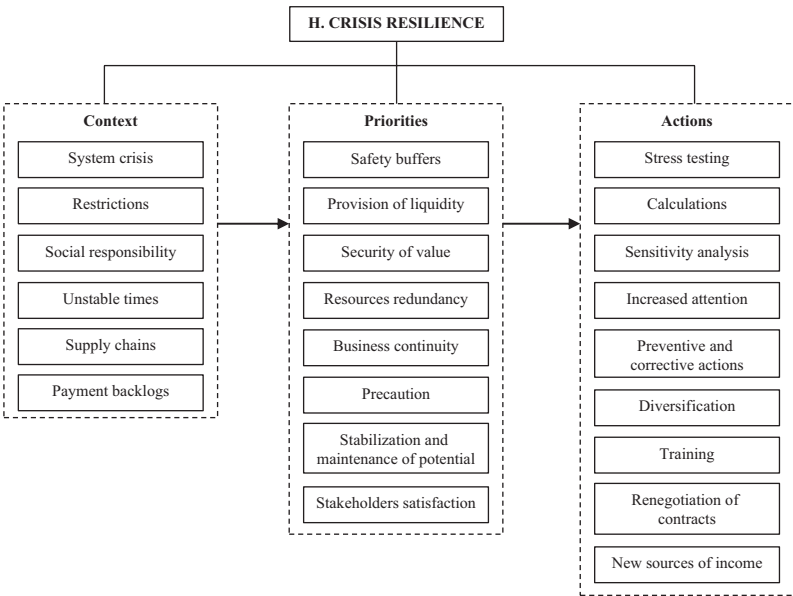 H. CRISIS RESILIENCE
Context
System crisis
Restrictions
Social responsibility
Unstable times
Supply chains
Payment backlogs
Priorities
Safety buffers
Provision of liquidity
Security of value
Resources redundancy
Business continuity
Precaution
Stabilization and
maintenance of potential
Stakeholders satisfaction
Actions
Stress testing
Calculations
Sensitivity analysis
Increased attention
Preventive and
corrective actions
Diversification
Training
Renegotiation of
contracts
New sources of income